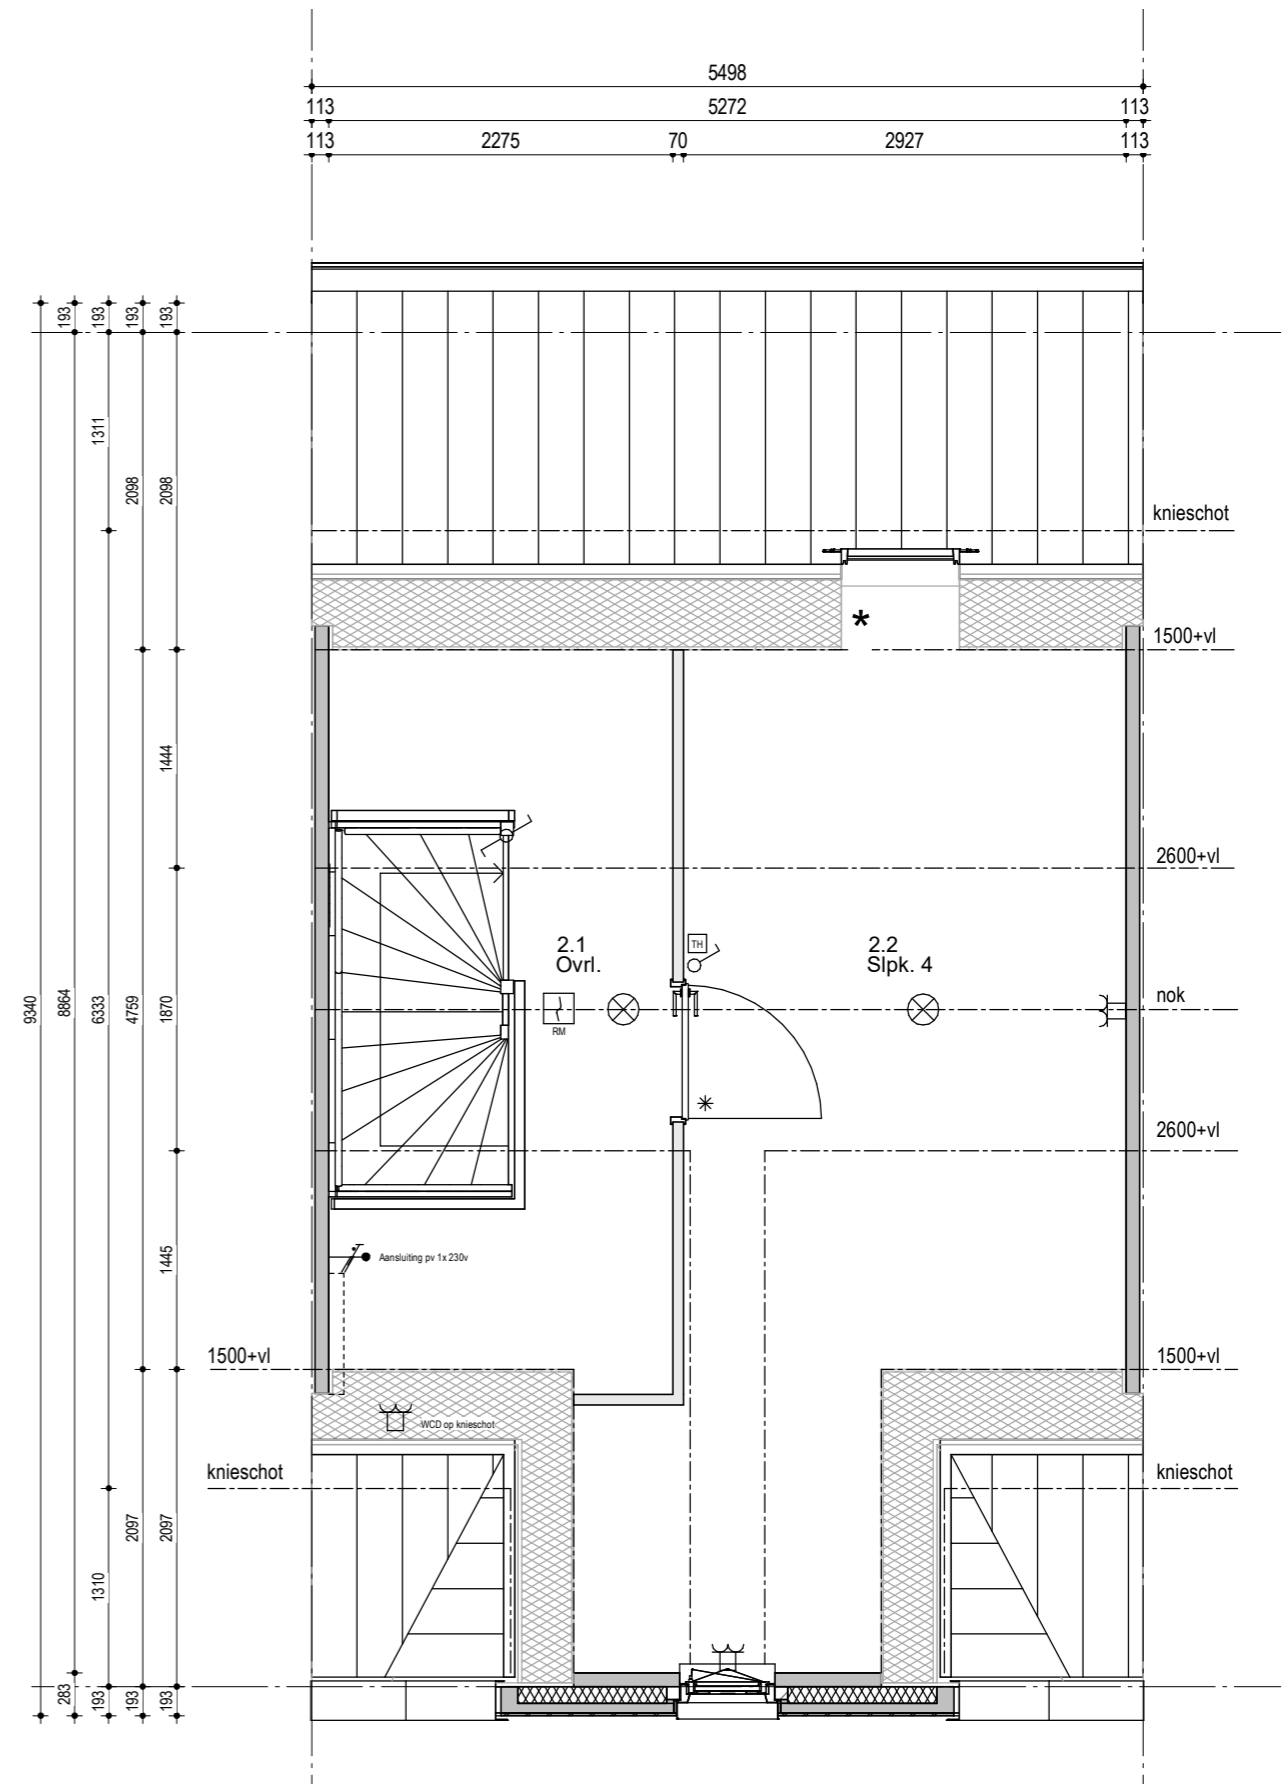 5498
113 5272 113
113 2275 70 2927 113
193 193 193 193
1311
2098 2098
knieschot
*
1500+vl
1444
2600+vl
2.1
Ovrl.
TH
2.2
Slpk. 4
9340 8864 6333 4759 1870
nok
RM
2600+vl
1445
Aansluiting pv 1x 230v
1500+vl
1500+vl
WCD op knieschot
knieschot
knieschot
2097 2097
1310
283 193 193 193